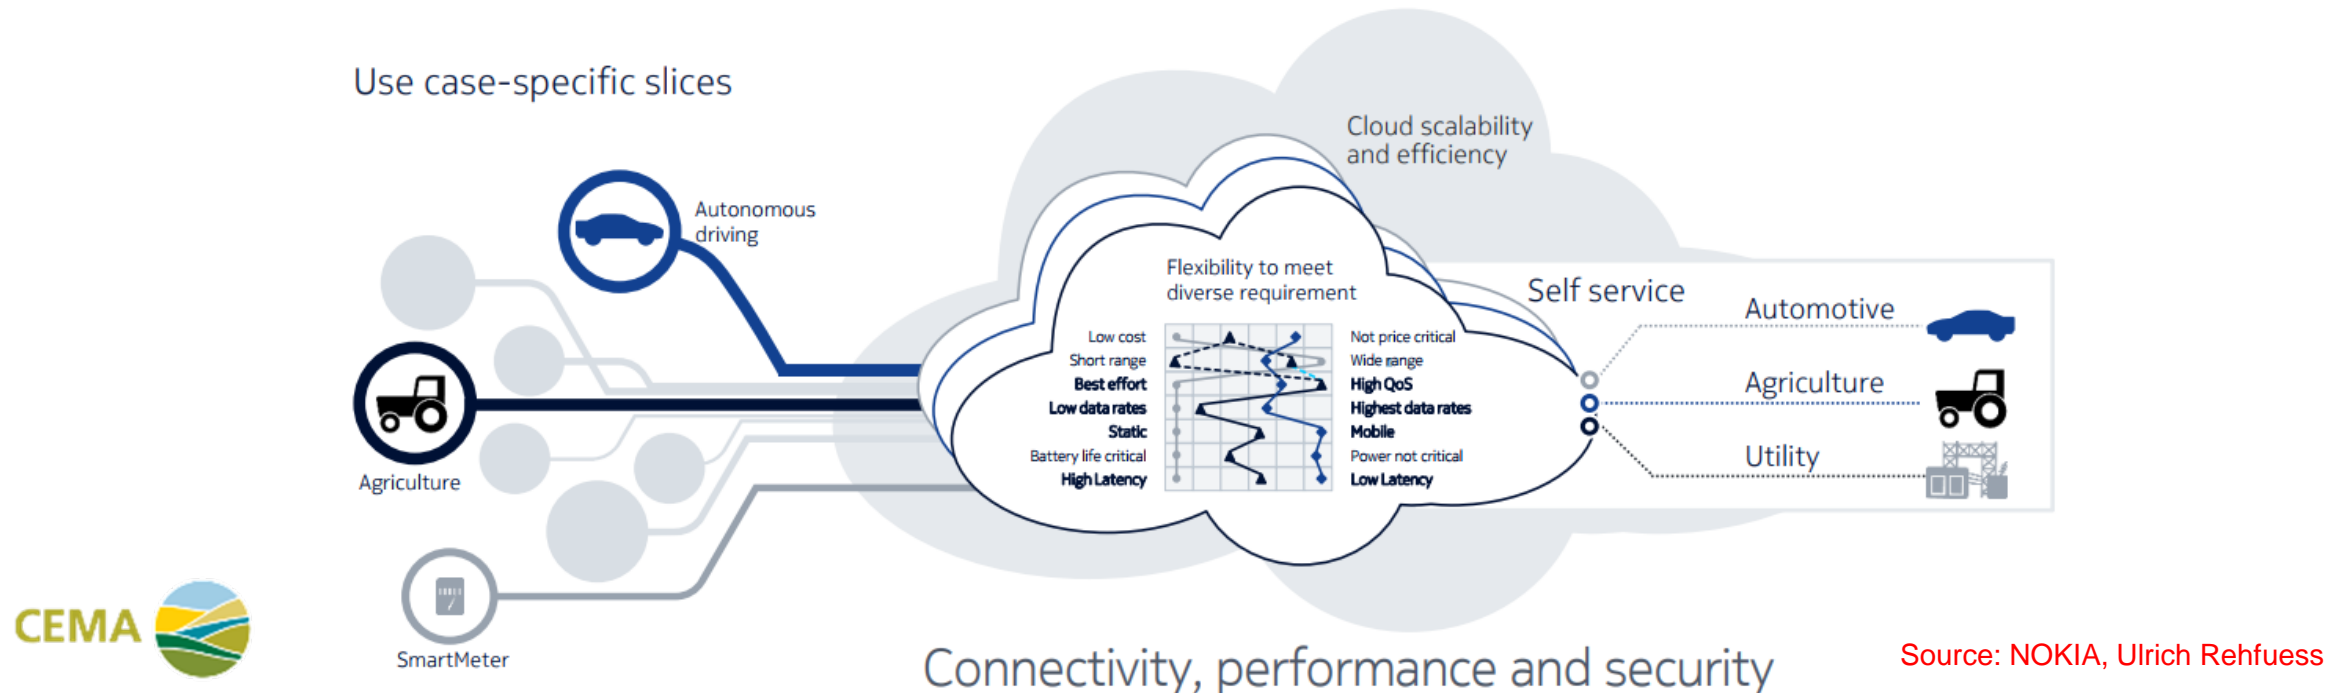 Use case-specific slices
Cloud scalability
and efficiency
Autonomous
driving
Flexibility to meet
diverse requirement
Self service
Low cost
Not price critical
Short range
Wide range
Best effort
High QoS
Low data rates
Highest data rates
Static
Mobile
Battery life critical
Power not critical
High Latency
Low Latency
Automotive
Agriculture
Utility
Agriculture
SmartMeter
CEMA
Connectivity, performance and security
Source: NOKIA, Ulrich Rehfuess